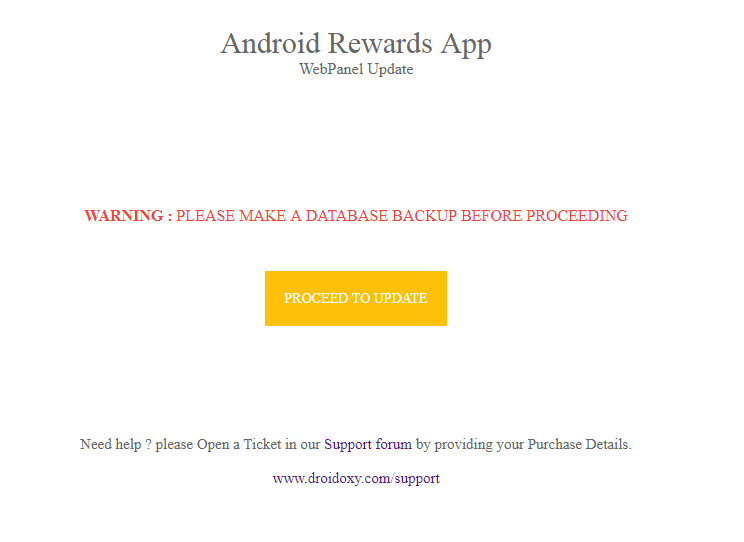 Android Rewards App
WebPanel Update
WARNING : PLEASE MAKE A DATABASE BACKUP BEFORE PROCEEDING
PROCEED TO UPDATE
Need help ? please Open a Ticket in our Support forum by providing your Purchase Details.
www.droidoxy.com/support